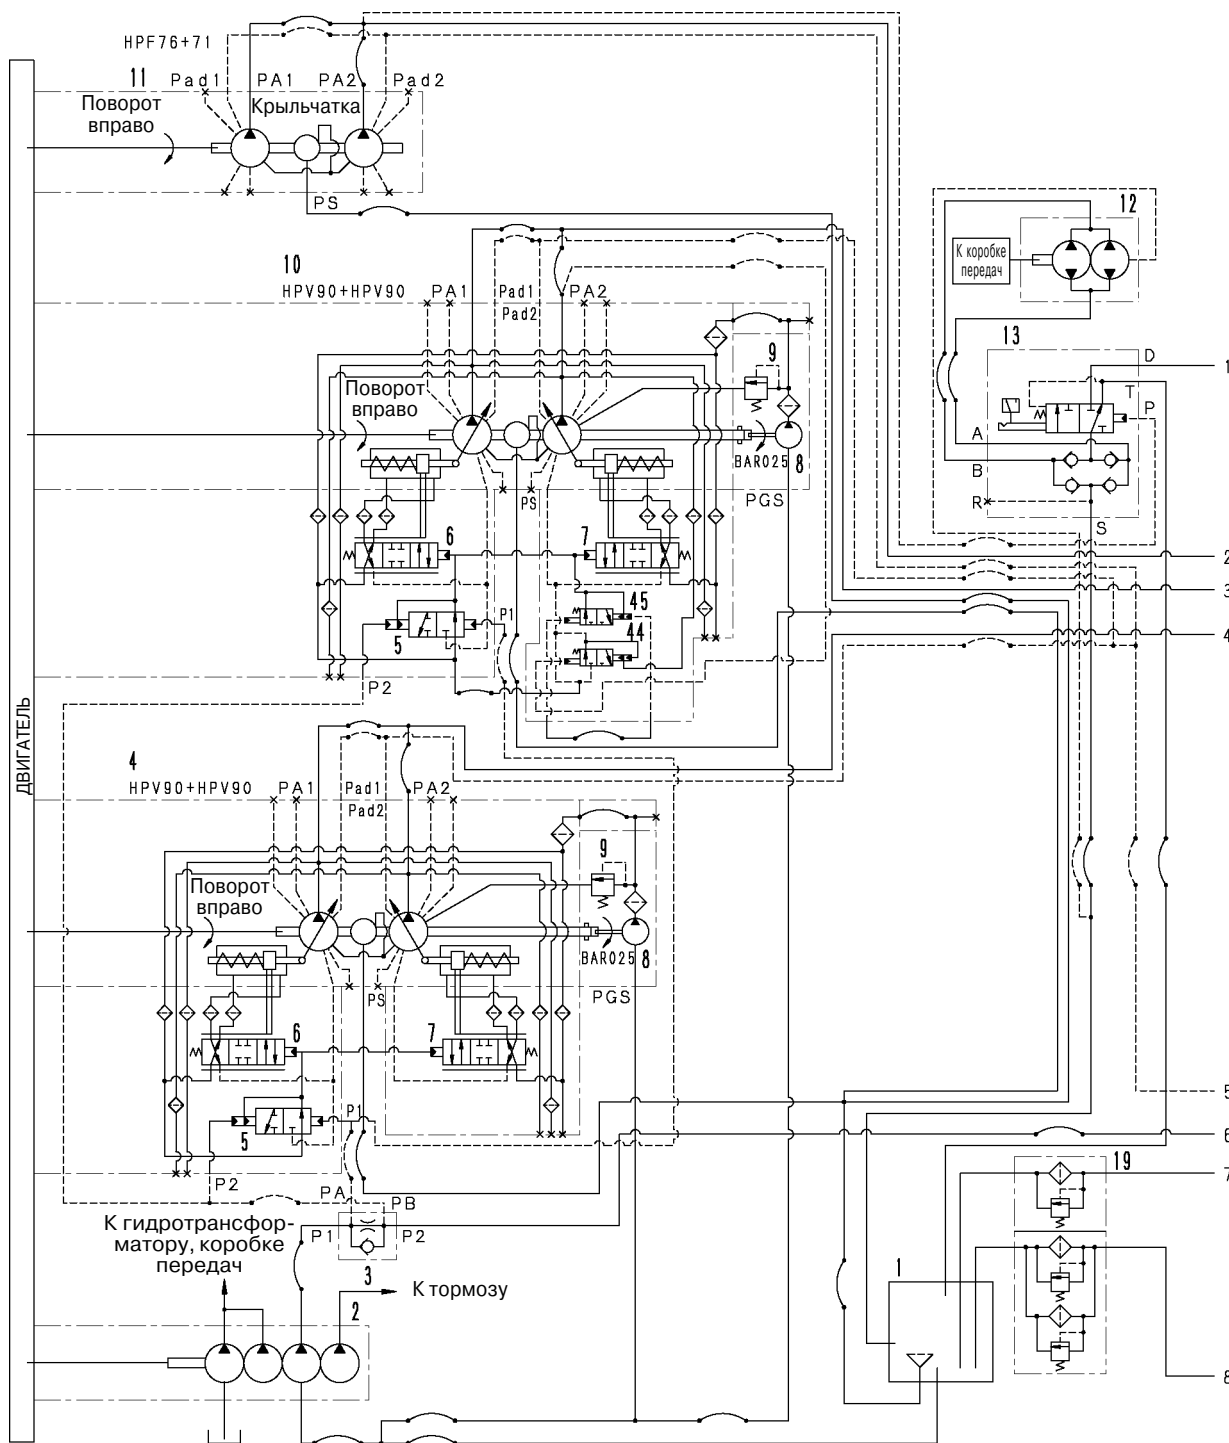 HPF76+71
11
Pad1
PA1
PA2
Pad2
Поворот
вправо
Крыльчатка
PS
12
К коробке
передач
10
HPV90+HPV90
PA1
Pad1
Pad2
PA2
9
Поворот
вправо
BAR025
8
PGS
PS
13
D
T
P
A
B
R
S
1
2
3
4
6
7
5
P1
45
44
P2
ДВИГАТЕЛЬ
4
HPV90+HPV90
PA1
Pad1
Pad2
PA2
9
Поворот
вправо
BAR025
8
PGS
PS
6
7
5
P1
P2
PA
PB
P1
P2
3
К гидротрансфор-
матору, коробке
передач
К тормозу
2
1
19
5
6
7
8